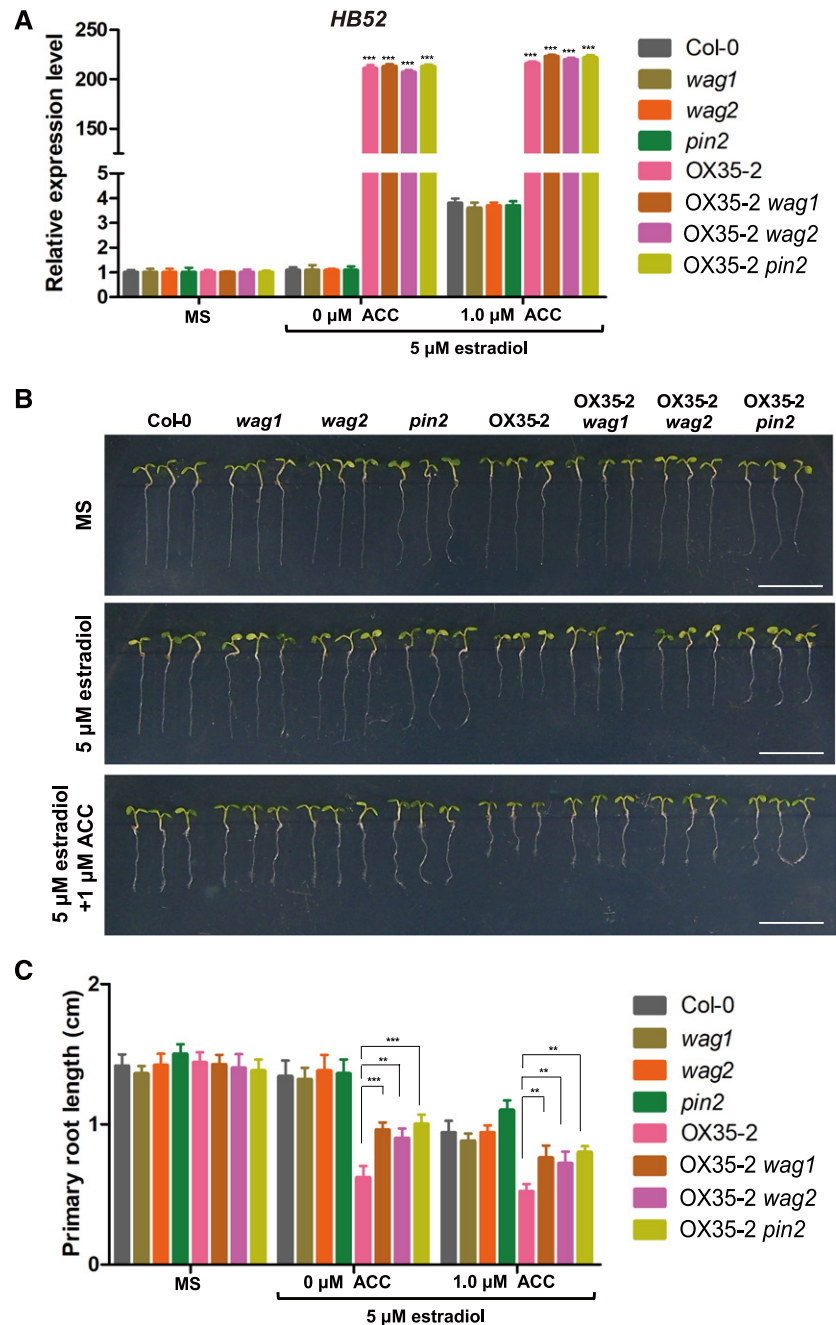 A
HB52
Relative expression level
250
200
150
5
4
3
2
1
0
*** *** *** ***
*** *** *** ***
MS
0 µM ACC
1.0 µM ACC
5 µM estradiol
Col-0
wag1
wag2
pin2
OX35-2
OX35-2 wag1
OX35-2 wag2
OX35-2 pin2
B
Col-0 wag1 wag2 pin2 OX35-2 OX35-2 wag1 OX35-2 wag2 OX35-2 pin2
MS
5 µM estradiol
5 µM estradiol
+1 µM ACC
C
Primary root length (cm)
2
1
0
***
**
***
**
**
**
MS
0 µM ACC
1.0 µM ACC
5 µM estradiol
Col-0
wag1
wag2
pin2
OX35-2
OX35-2 wag1
OX35-2 wag2
OX35-2 pin2